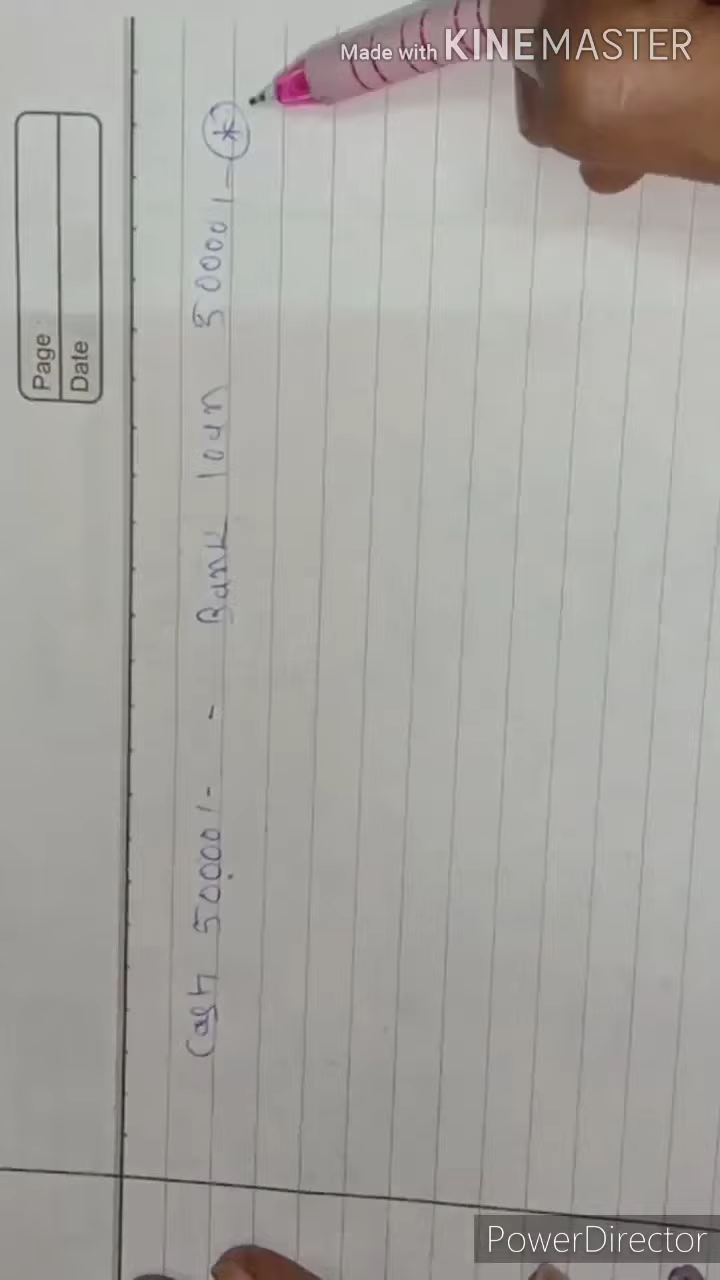 Made with KINEMASTER
Page
Date
Cash 50000/- - Bank loan 50000/- *
PowerDirector